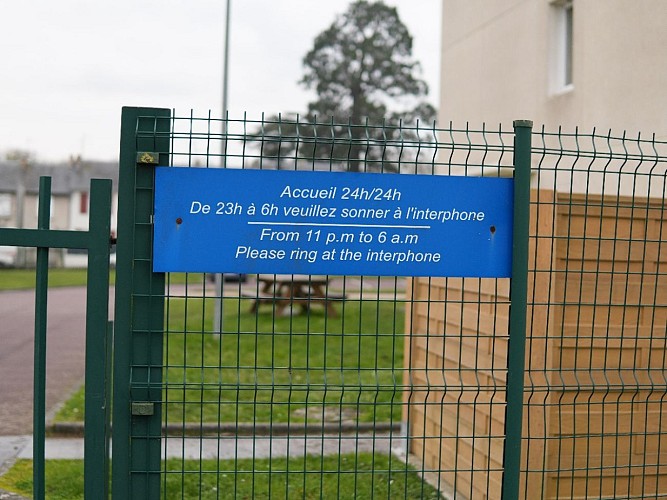 Accueil 24h/24h
De 23h à 6h veuillez sonner à l'interphone
From 11 p.m to 6 a.m
Please ring at the interphone